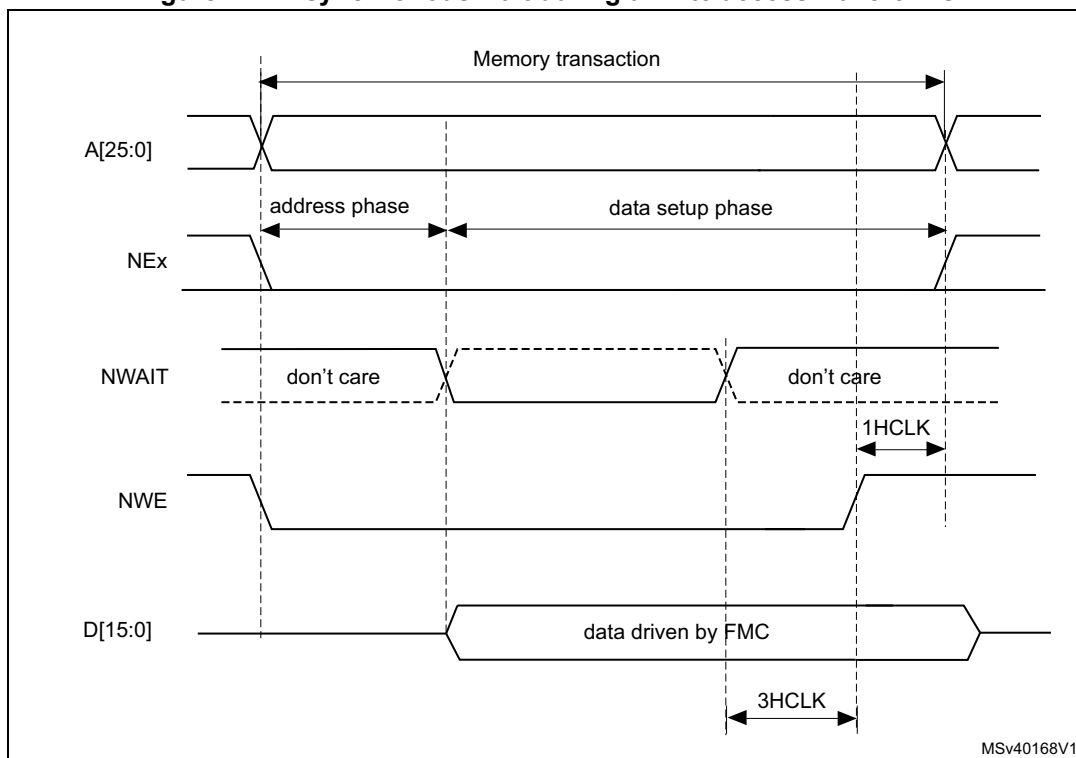 Memory transaction
A[25:0]
address phase
data setup phase
NEx
NWAIT
don't care
don't care
1HCLK
NWE
D[15:0]
data driven by FMC
3HCLK
MSv40168V1